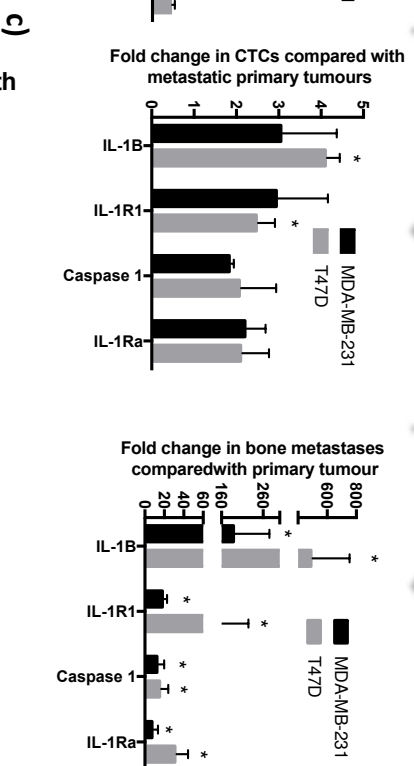 c)
th
Fold change in CTCs compared with
metastatic primary tumours
0
1
2
3
4
5
IL-1B
IL-1R1
Caspase 1
IL-1Ra
*
*
MDA-MB-231
T47D
Fold change in bone metastases
comparedwith primary tumour
0
20
40
60
160
260
600
800
IL-1B
IL-1R1
Caspase 1
IL-1Ra
*
*
*
*
*
*
*
*
MDA-MB-231
T47D